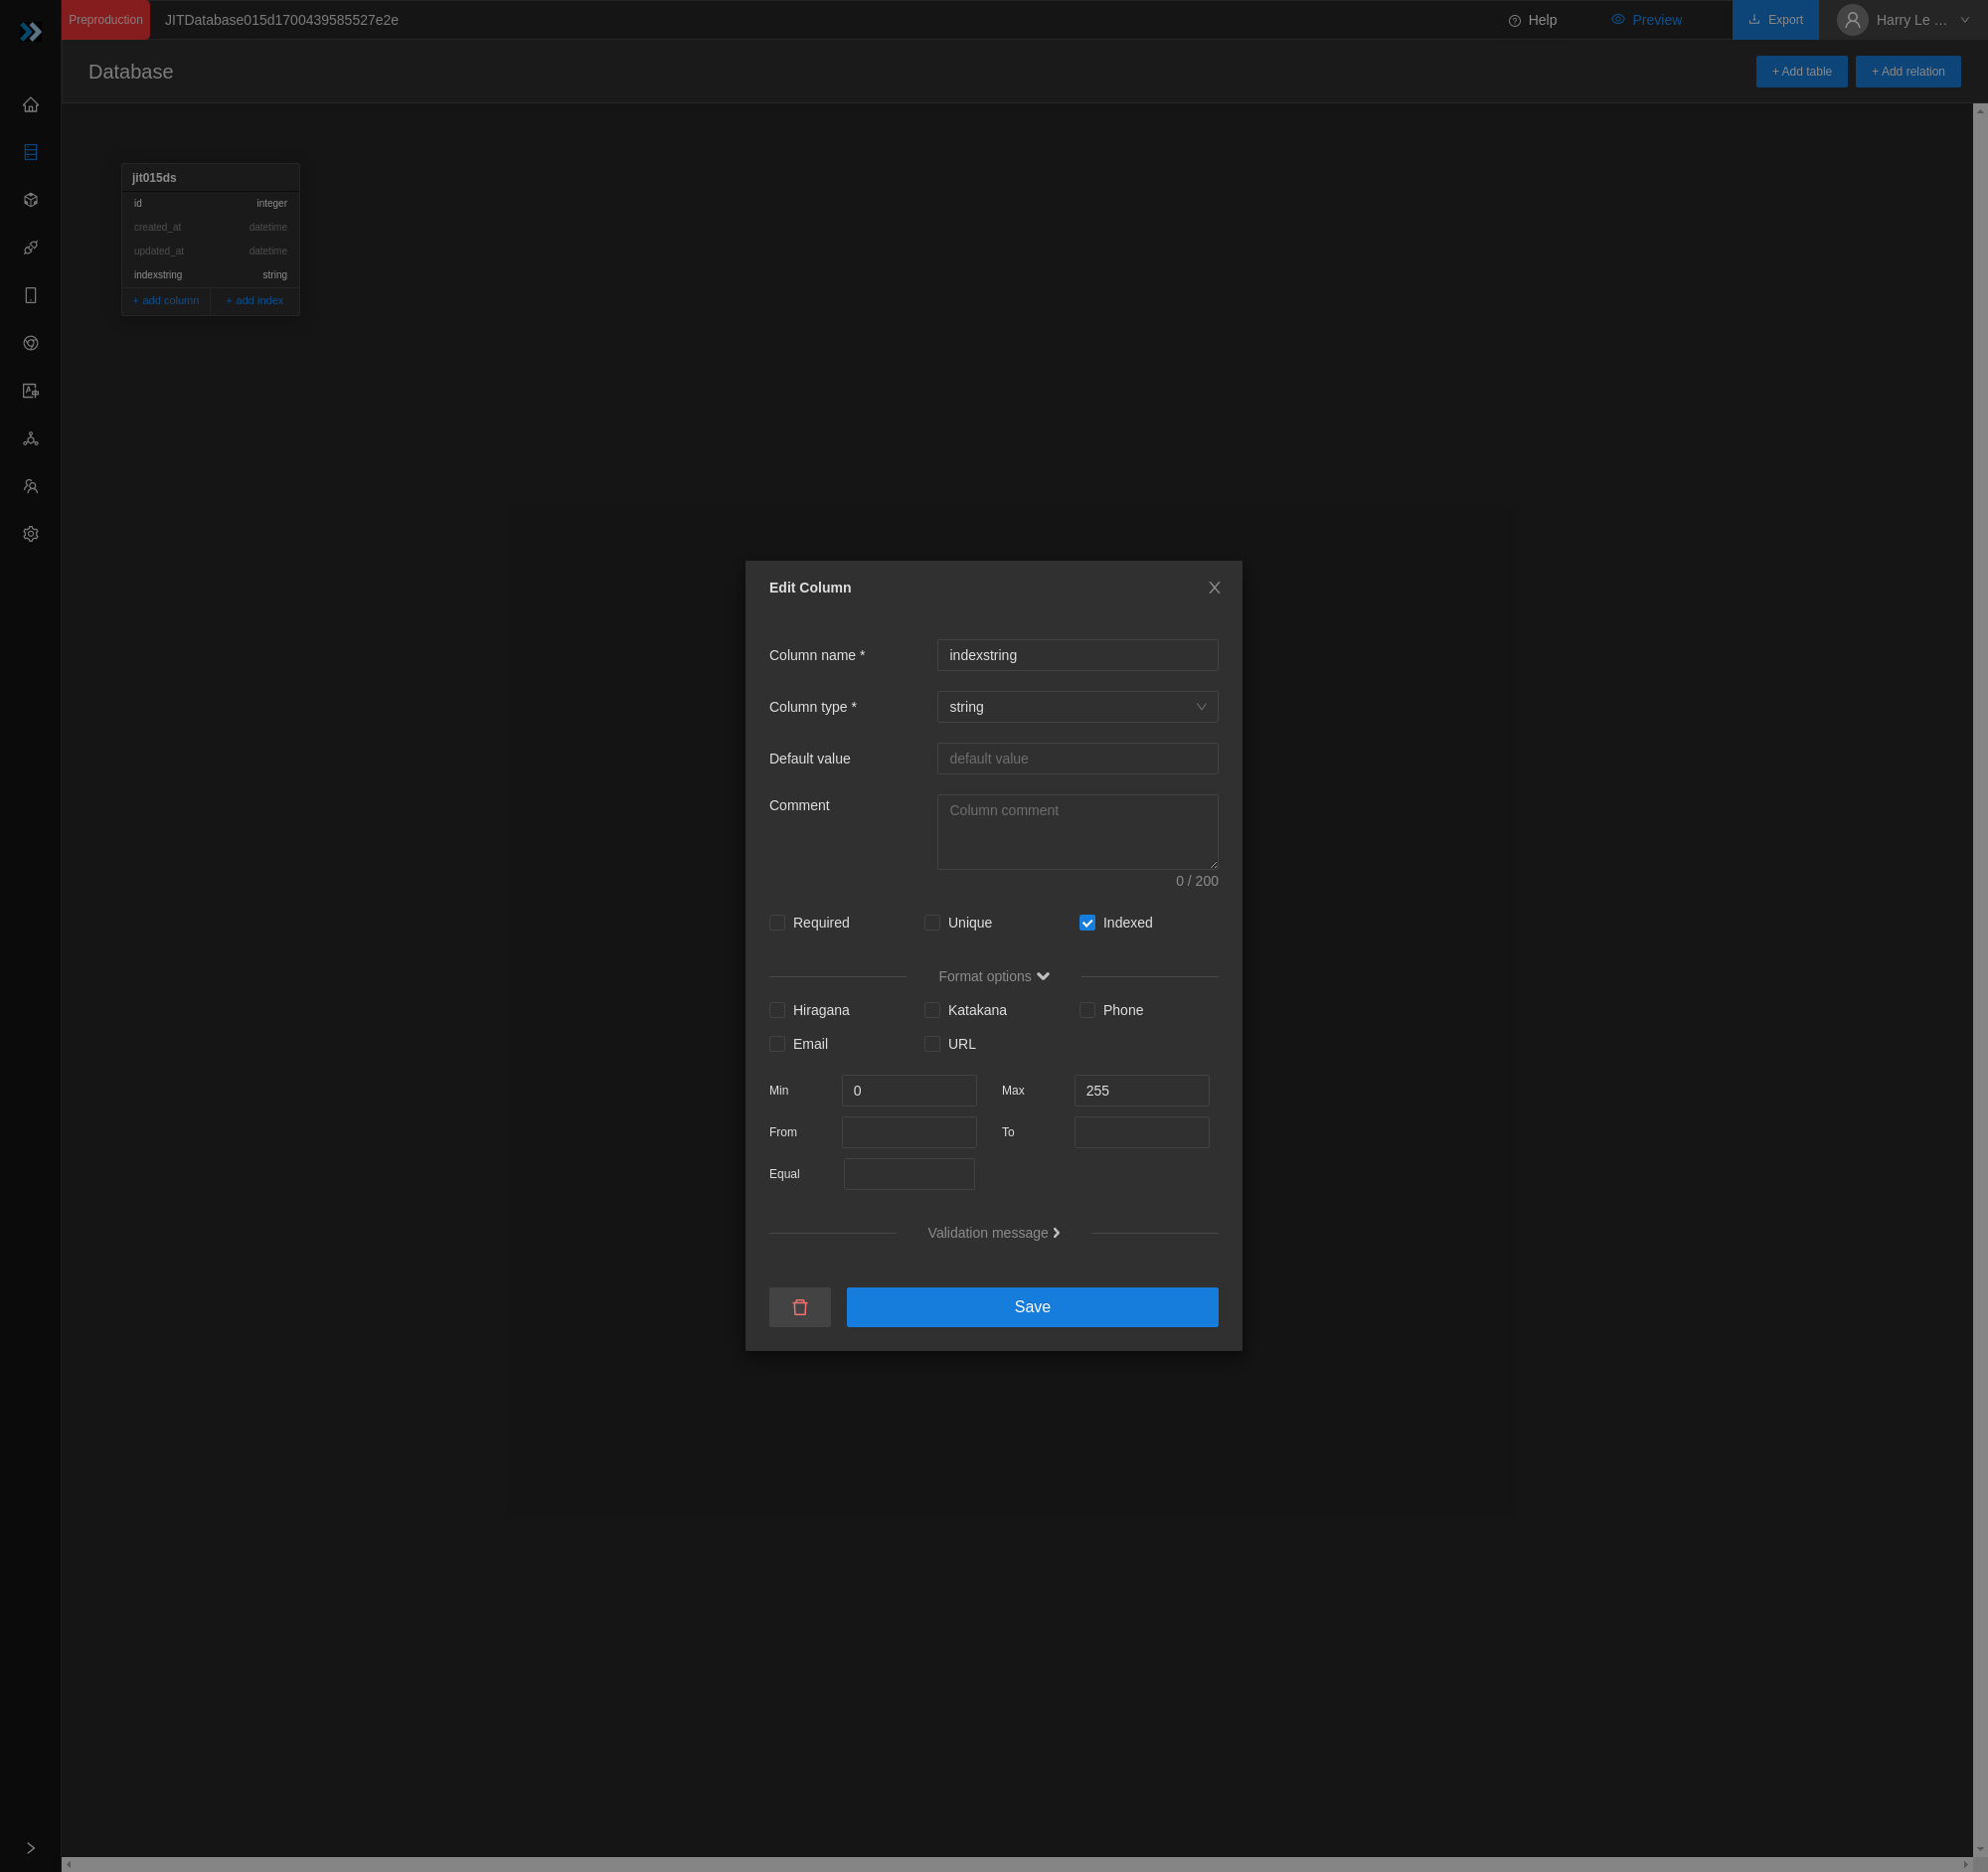 Preproduction JITDatabase015d1700439585527e2e Help Preview Export Harry Le ...
Database + Add table + Add relation
jit015ds
id integer
created_at datetime
updated_at datetime
indexstring string
+ add column + add index
Edit Column
Column name * indexstring
Column type * string
Default value default value
Comment Column comment
0 / 200
Required Unique Indexed
Format options
Hiragana Katakana Phone
Email URL
Min 0 Max 255
From To
Equal
Validation message
Save